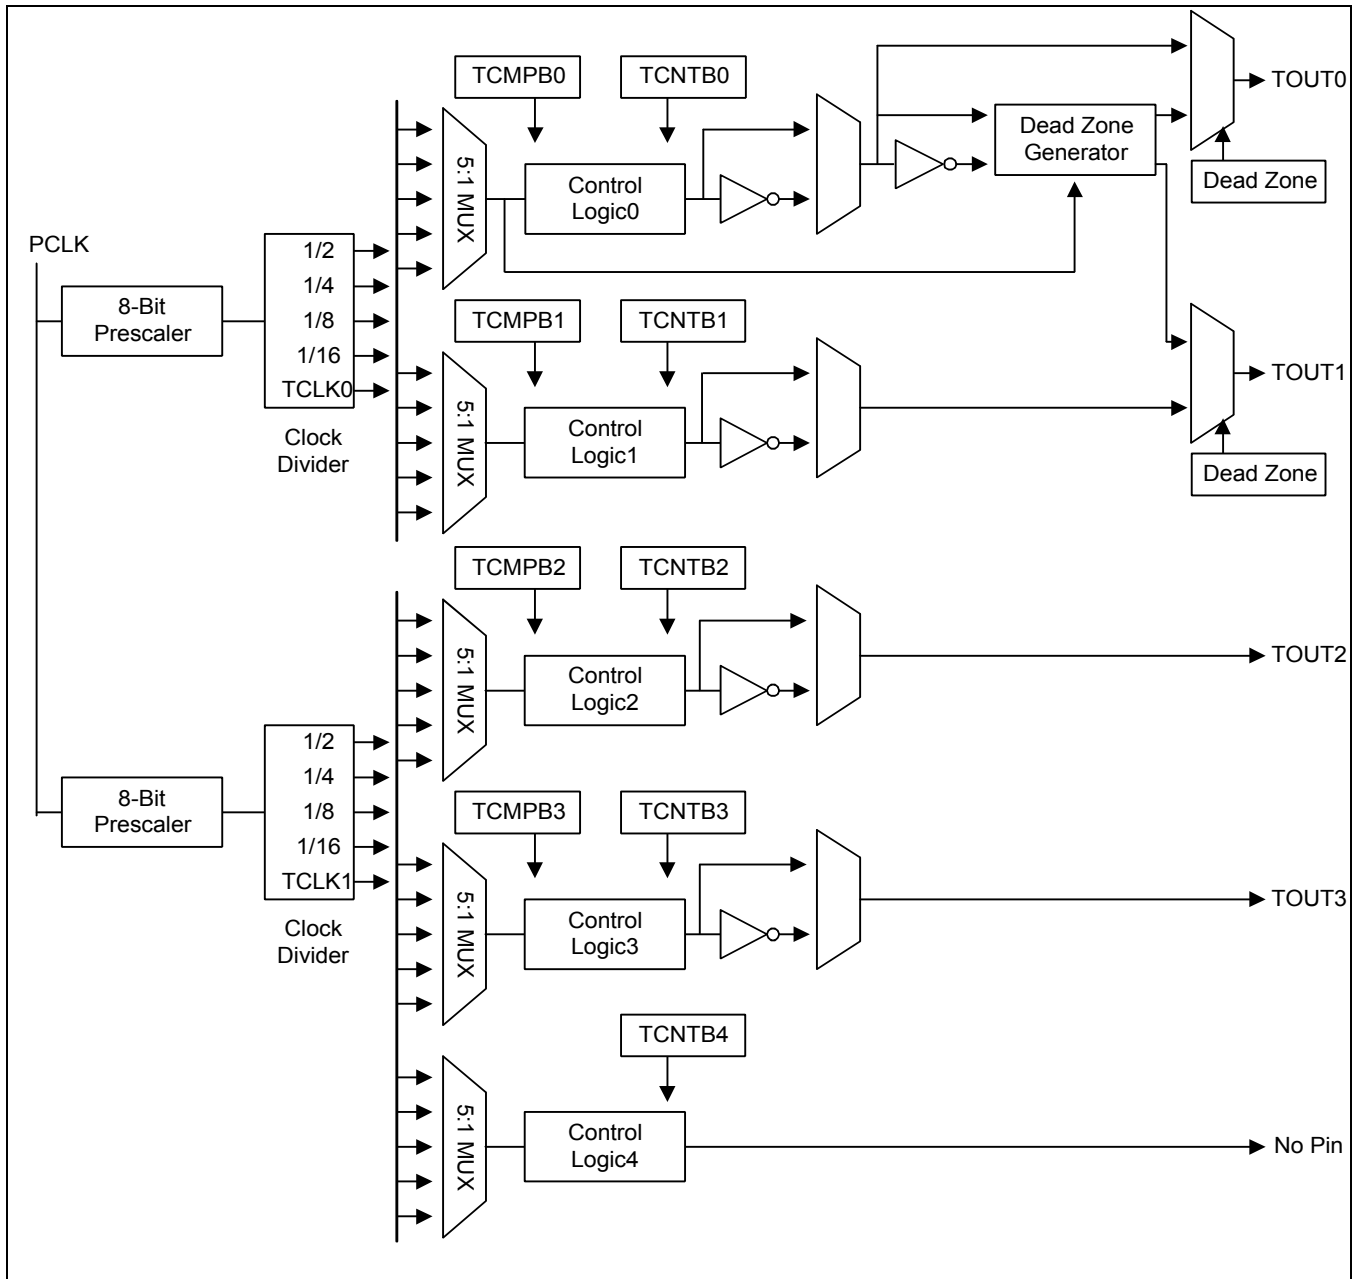 TCMPB0
TCNTB0
TOUT0
5:1 MUX
Control
Logic0
Dead Zone
Generator
Dead Zone
PCLK
8-Bit
Prescaler
1/2
1/4
1/8
1/16
TCLK0
Clock
Divider
TCMPB1
TCNTB1
5:1 MUX
Control
Logic1
TOUT1
Dead Zone
TCMPB2
TCNTB2
5:1 MUX
Control
Logic2
TOUT2
8-Bit
Prescaler
1/2
1/4
1/8
1/16
TCLK1
Clock
Divider
TCMPB3
TCNTB3
5:1 MUX
Control
Logic3
TOUT3
TCNTB4
5:1 MUX
Control
Logic4
No Pin